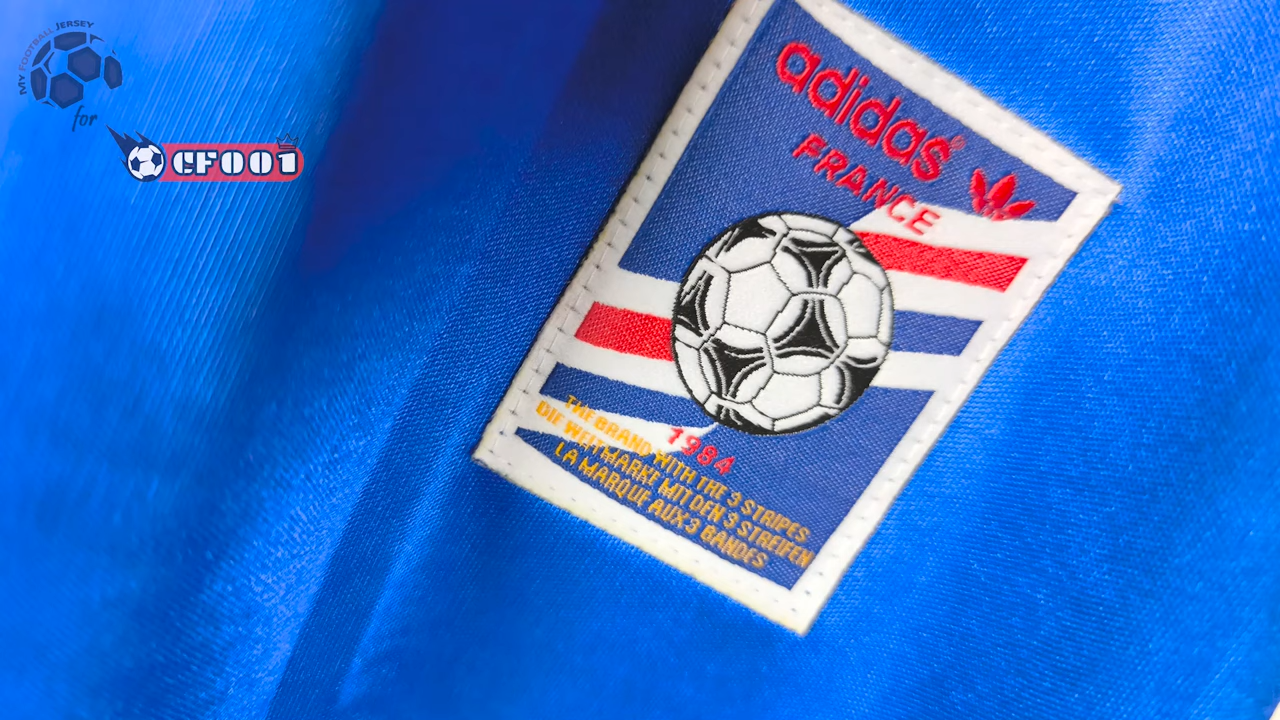 MY FOOTBALL JERSEY
for
CF001
adidas®
FRANCE
1984
THE BRAND WITH THE 3 STRIPES
DIE WELTMARKE MIT DEN 3 STREIFEN
LA MARQUE AUX 3 BANDES